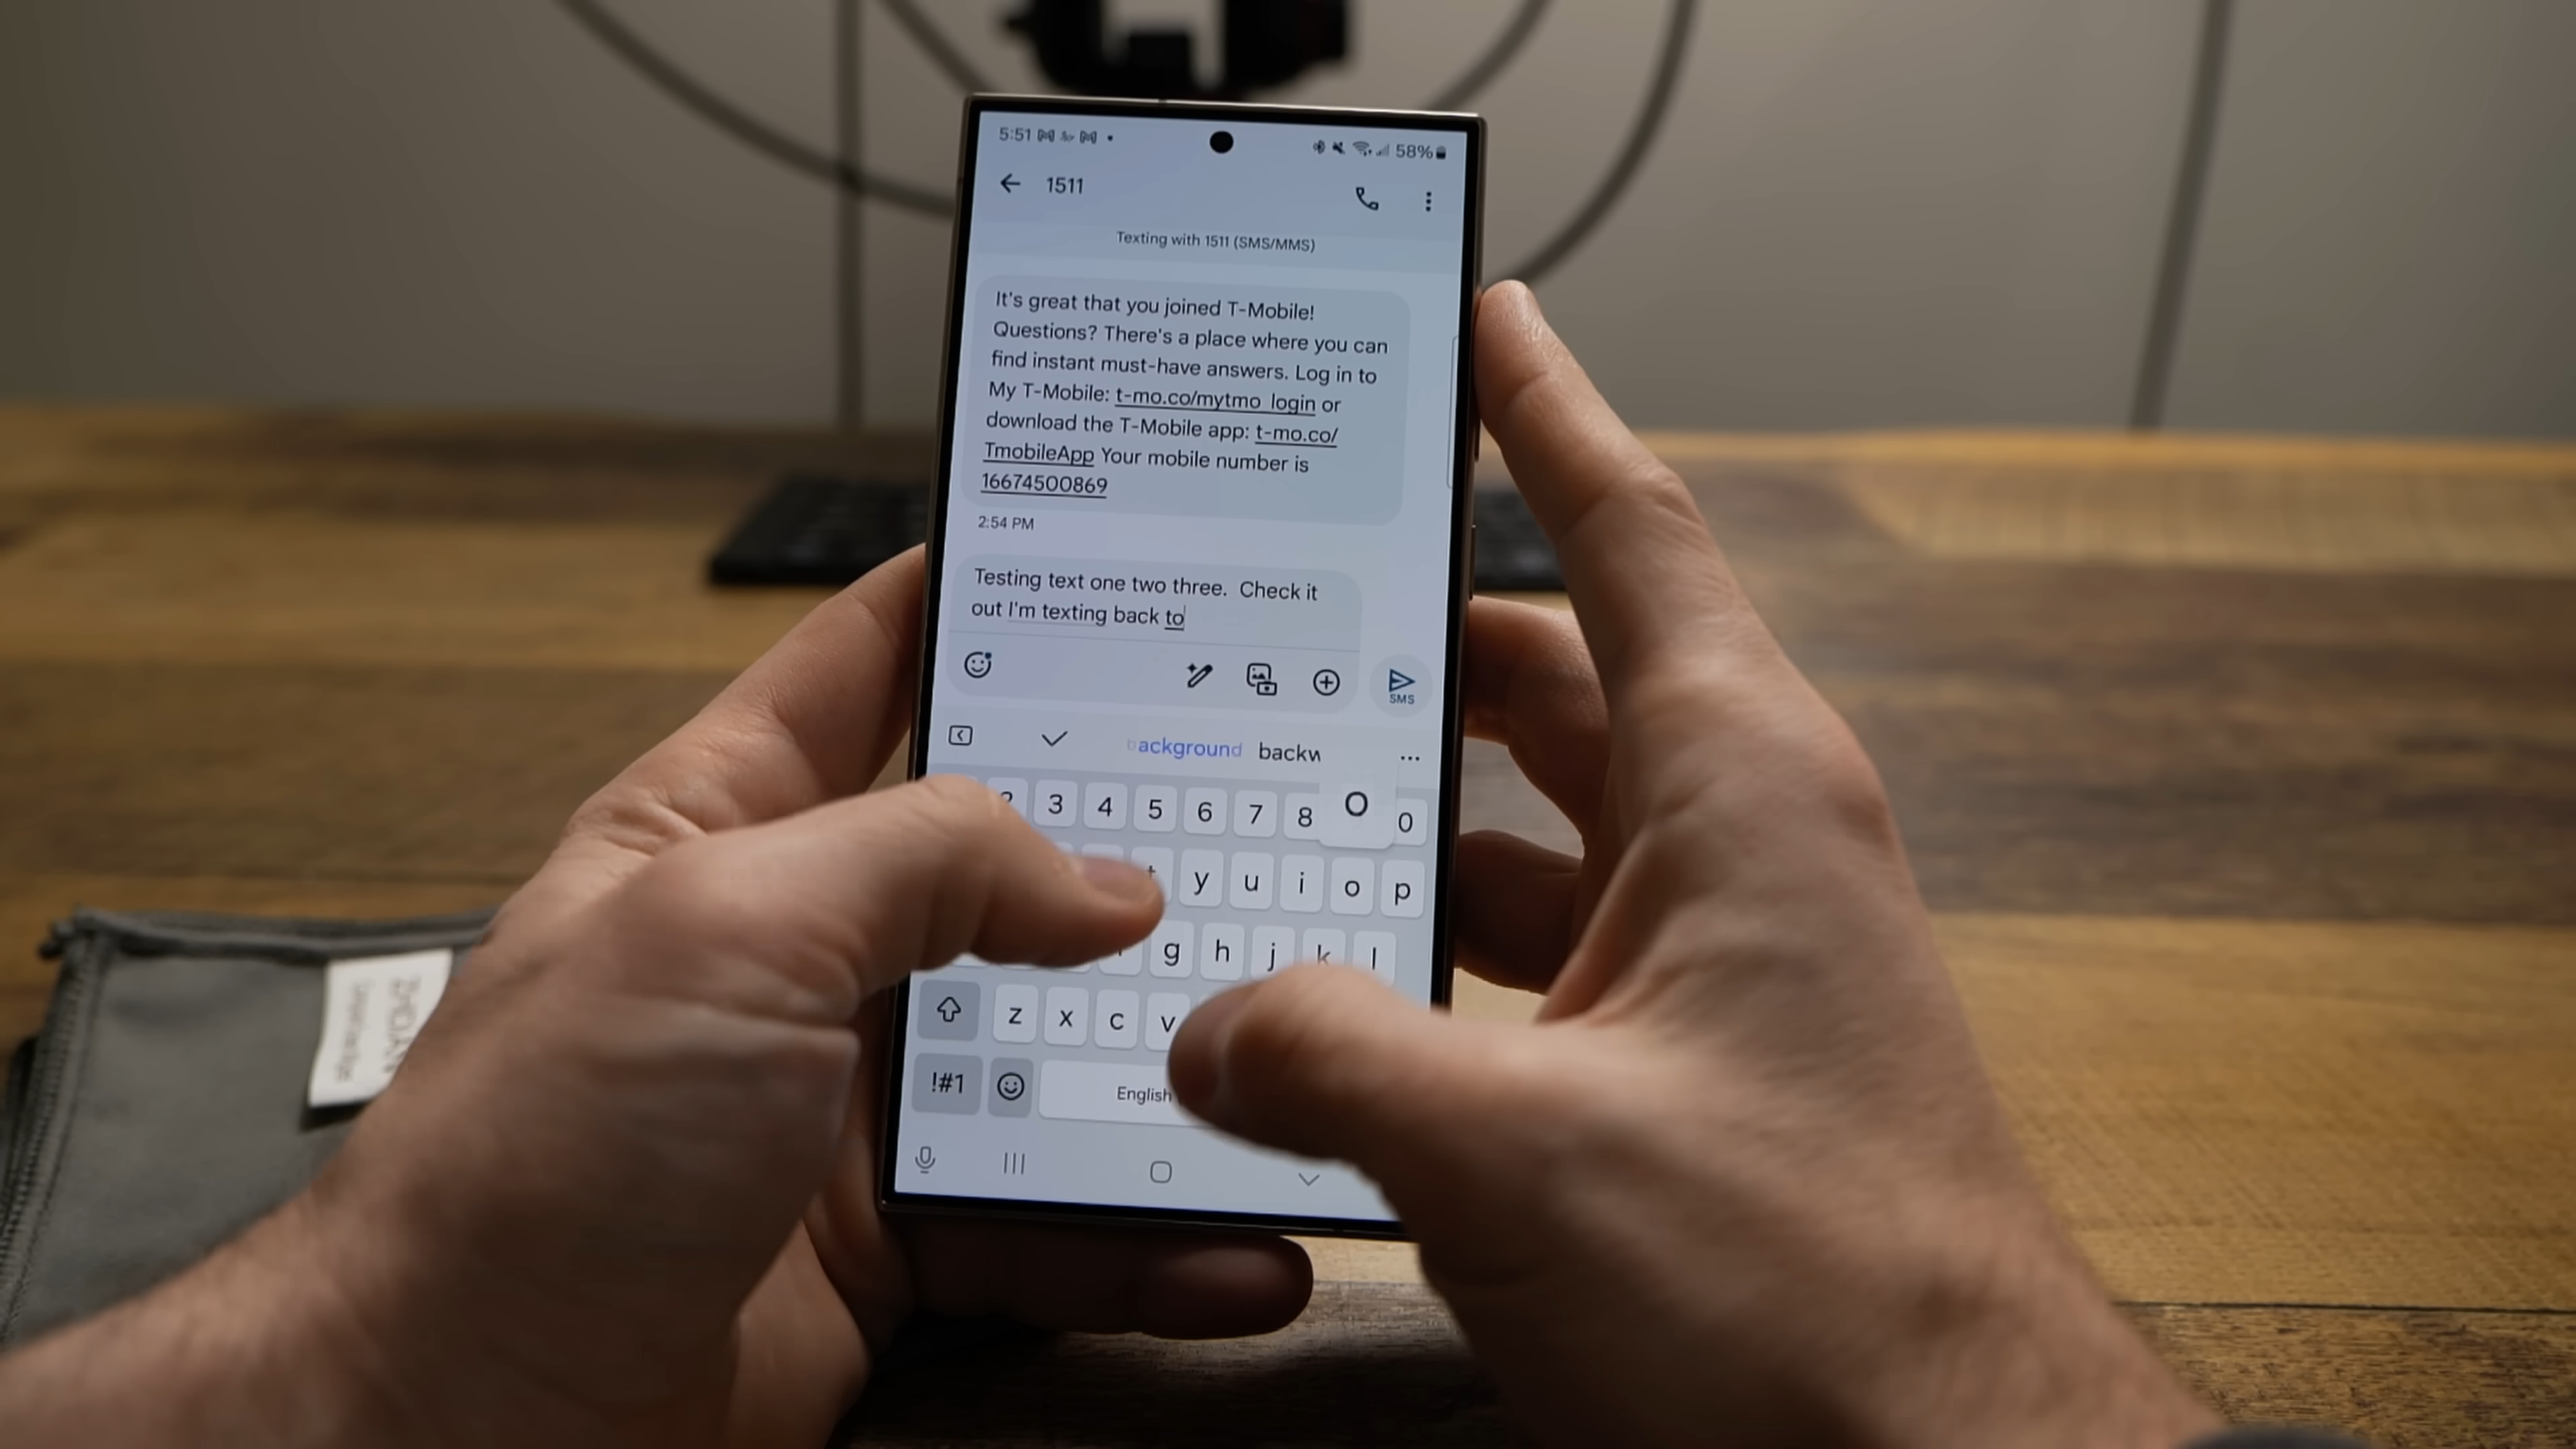 5:51
58%
1511
Texting with 1511 (SMS/MMS)
It's great that you joined T-Mobile!
Questions? There's a place where you can
find instant must-have answers. Log in to
My T-Mobile: t-mo.co/mytmo_login or
download the T-Mobile app: t-mo.co/
TmobileApp Your mobile number is
16674500869
2:54 PM
Testing text one two three.  Check it
out I'm texting back to
SMS
background backw ...
3 4 5 6 7 8 O 0
y u i o p
g h j k l
z x c v
!#1 English